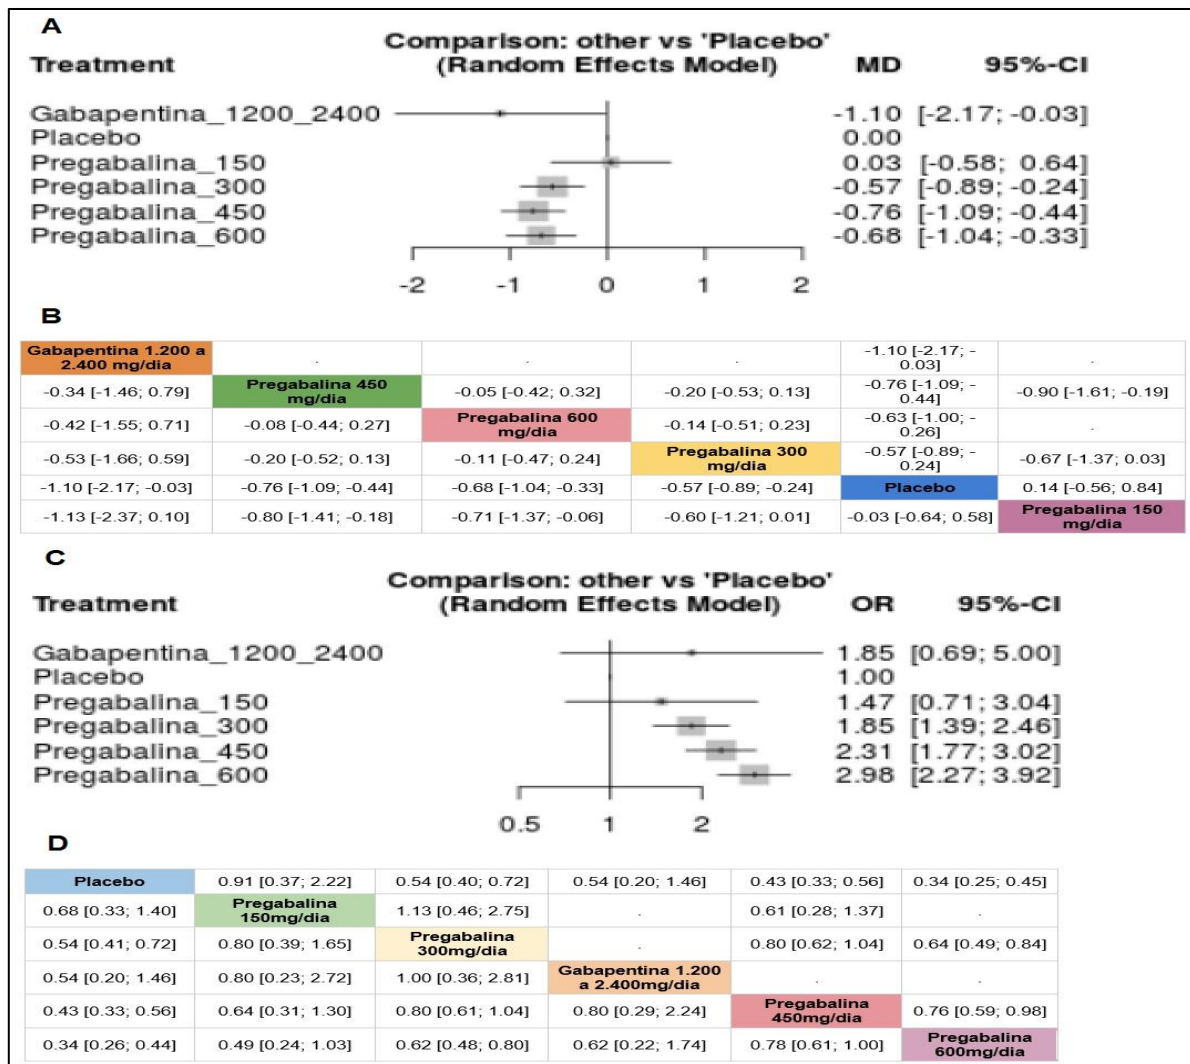 A
Comparison: other vs 'Placebo'
Treatment (Random Effects Model) MD 95%-CI
Gabapentina_1200_2400 -1.10 [-2.17; -0.03]
Placebo 0.00
Pregabalina_150 0.03 [-0.58; 0.64]
Pregabalina_300 -0.57 [-0.89; -0.24]
Pregabalina_450 -0.76 [-1.09; -0.44]
Pregabalina_600 -0.68 [-1.04; -0.33]
-2 -1 0 1 2
B
Gabapentina 1.200 a 2.400 mg/dia . . . -1.10 [-2.17; -0.03] .
-0.34 [-1.46; 0.79] Pregabalina 450 mg/dia -0.05 [-0.42; 0.32] -0.20 [-0.53; 0.13] -0.76 [-1.09; -0.44] -0.90 [-1.61; -0.19]
-0.42 [-1.55; 0.71] -0.08 [-0.44; 0.27] Pregabalina 600 mg/dia -0.14 [-0.51; 0.23] -0.63 [-1.00; -0.26] .
-0.53 [-1.66; 0.59] -0.20 [-0.52; 0.13] -0.11 [-0.47; 0.24] Pregabalina 300 mg/dia -0.57 [-0.89; -0.24] -0.67 [-1.37; 0.03]
-1.10 [-2.17; -0.03] -0.76 [-1.09; -0.44] -0.68 [-1.04; -0.33] -0.57 [-0.89; -0.24] Placebo 0.14 [-0.56; 0.84]
-1.13 [-2.37; 0.10] -0.80 [-1.41; -0.18] -0.71 [-1.37; -0.06] -0.60 [-1.21; 0.01] -0.03 [-0.64; 0.58] Pregabalina 150 mg/dia
C
Comparison: other vs 'Placebo'
Treatment (Random Effects Model) OR 95%-CI
Gabapentina_1200_2400 1.85 [0.69; 5.00]
Placebo 1.00
Pregabalina_150 1.47 [0.71; 3.04]
Pregabalina_300 1.85 [1.39; 2.46]
Pregabalina_450 2.31 [1.77; 3.02]
Pregabalina_600 2.98 [2.27; 3.92]
0.5 1 2
D
Placebo 0.91 [0.37; 2.22] 0.54 [0.40; 0.72] 0.54 [0.20; 1.46] 0.43 [0.33; 0.56] 0.34 [0.25; 0.45]
0.68 [0.33; 1.40] Pregabalina 150mg/dia 1.13 [0.46; 2.75] . 0.61 [0.28; 1.37] .
0.54 [0.41; 0.72] 0.80 [0.39; 1.65] Pregabalina 300mg/dia . 0.80 [0.62; 1.04] 0.64 [0.49; 0.84]
0.54 [0.20; 1.46] 0.80 [0.23; 2.72] 1.00 [0.36; 2.81] Gabapentina 1.200 a 2.400mg/dia . .
0.43 [0.33; 0.56] 0.64 [0.31; 1.30] 0.80 [0.61; 1.04] 0.80 [0.29; 2.24] Pregabalina 450mg/dia 0.76 [0.59; 0.98]
0.34 [0.26; 0.44] 0.49 [0.24; 1.03] 0.62 [0.48; 0.80] 0.62 [0.22; 1.74] 0.78 [0.61; 1.00] Pregabalina 600mg/dia